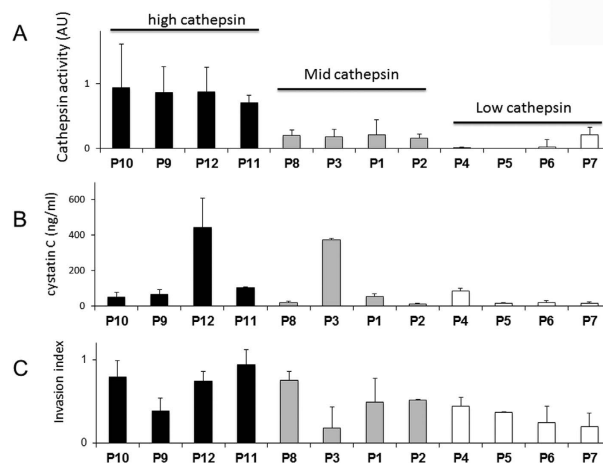 A
high cathepsin
Mid cathepsin
Low cathepsin
Cathepsin activity (AU)
1
0
P10 P9 P12 P11 P8 P3 P1 P2 P4 P5 P6 P7
B
cystatin C (ng/ml)
600
400
200
0
P10 P9 P12 P11 P8 P3 P1 P2 P4 P5 P6 P7
C
Invasion index
1
0
P10 P9 P12 P11 P8 P3 P1 P2 P4 P5 P6 P7